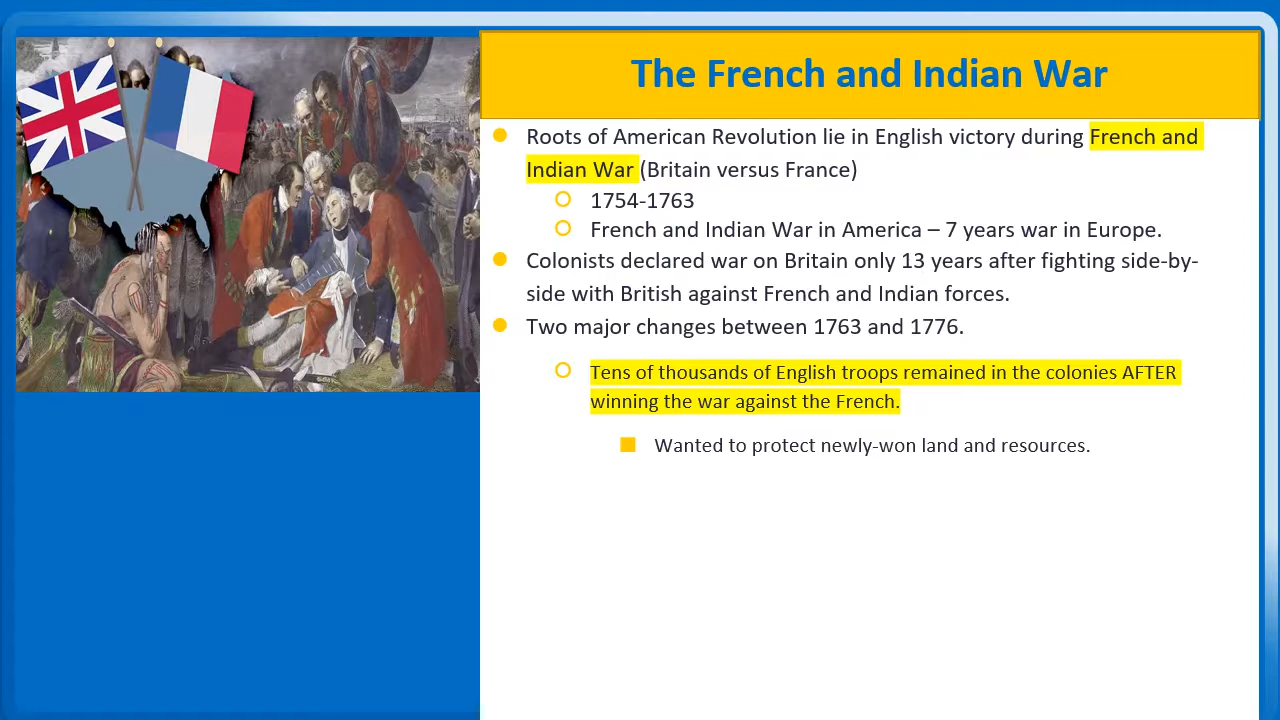 The French and Indian War
Roots of American Revolution lie in English victory during French and
Indian War (Britain versus France)
1754-1763
French and Indian War in America – 7 years war in Europe.
Colonists declared war on Britain only 13 years after fighting side-by-
side with British against French and Indian forces.
Two major changes between 1763 and 1776.
Tens of thousands of English troops remained in the colonies AFTER
winning the war against the French.
Wanted to protect newly-won land and resources.